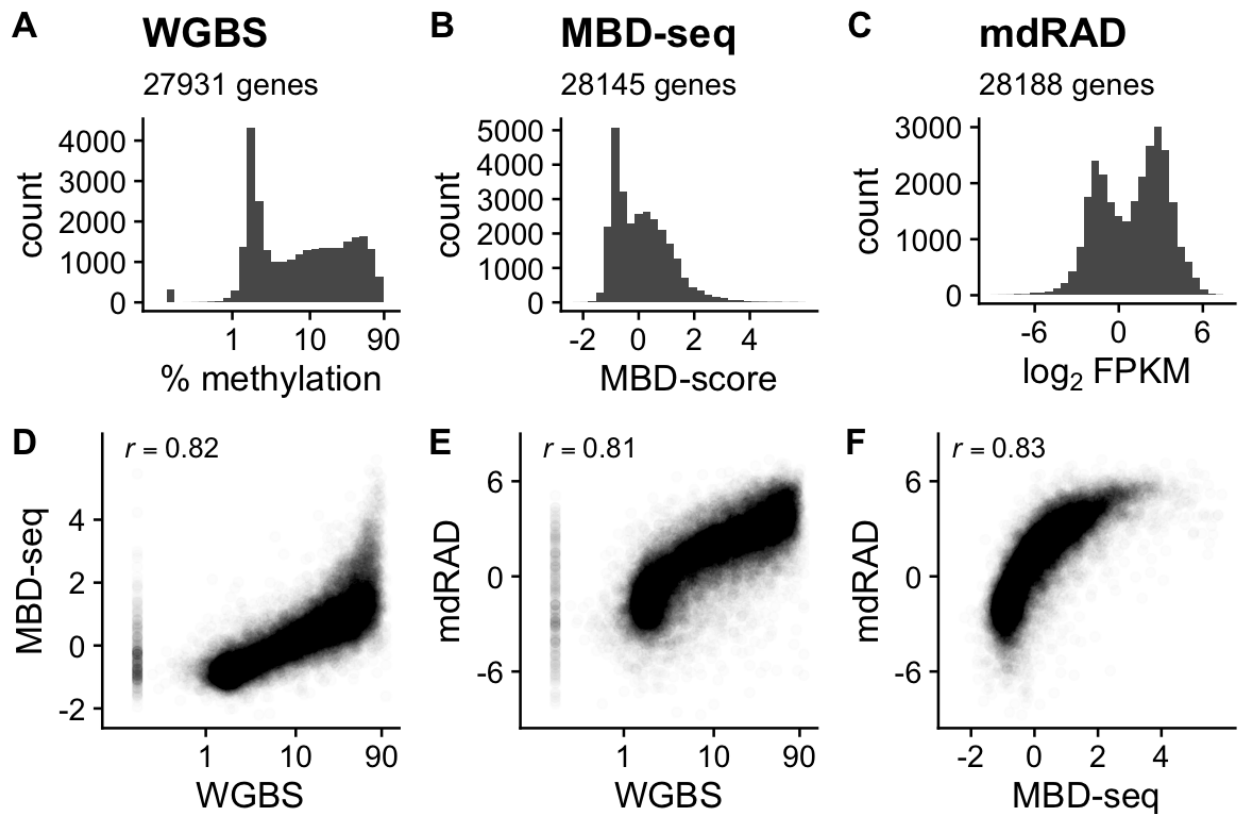 A WGBS
27931 genes
4000
3000
2000
1000
0
count
1 10 90
% methylation
B MBD-seq
28145 genes
5000
4000
3000
2000
1000
0
count
-2 0 2 4
MBD-score
C mdRAD
28188 genes
3000
2000
1000
0
count
-6 0 6
log2 FPKM
D
r = 0.82
4
2
0
-2
MBD-seq
1 10 90
WGBS
E
r = 0.81
6
0
-6
mdRAD
1 10 90
WGBS
F
r = 0.83
6
0
-6
mdRAD
-2 0 2 4
MBD-seq